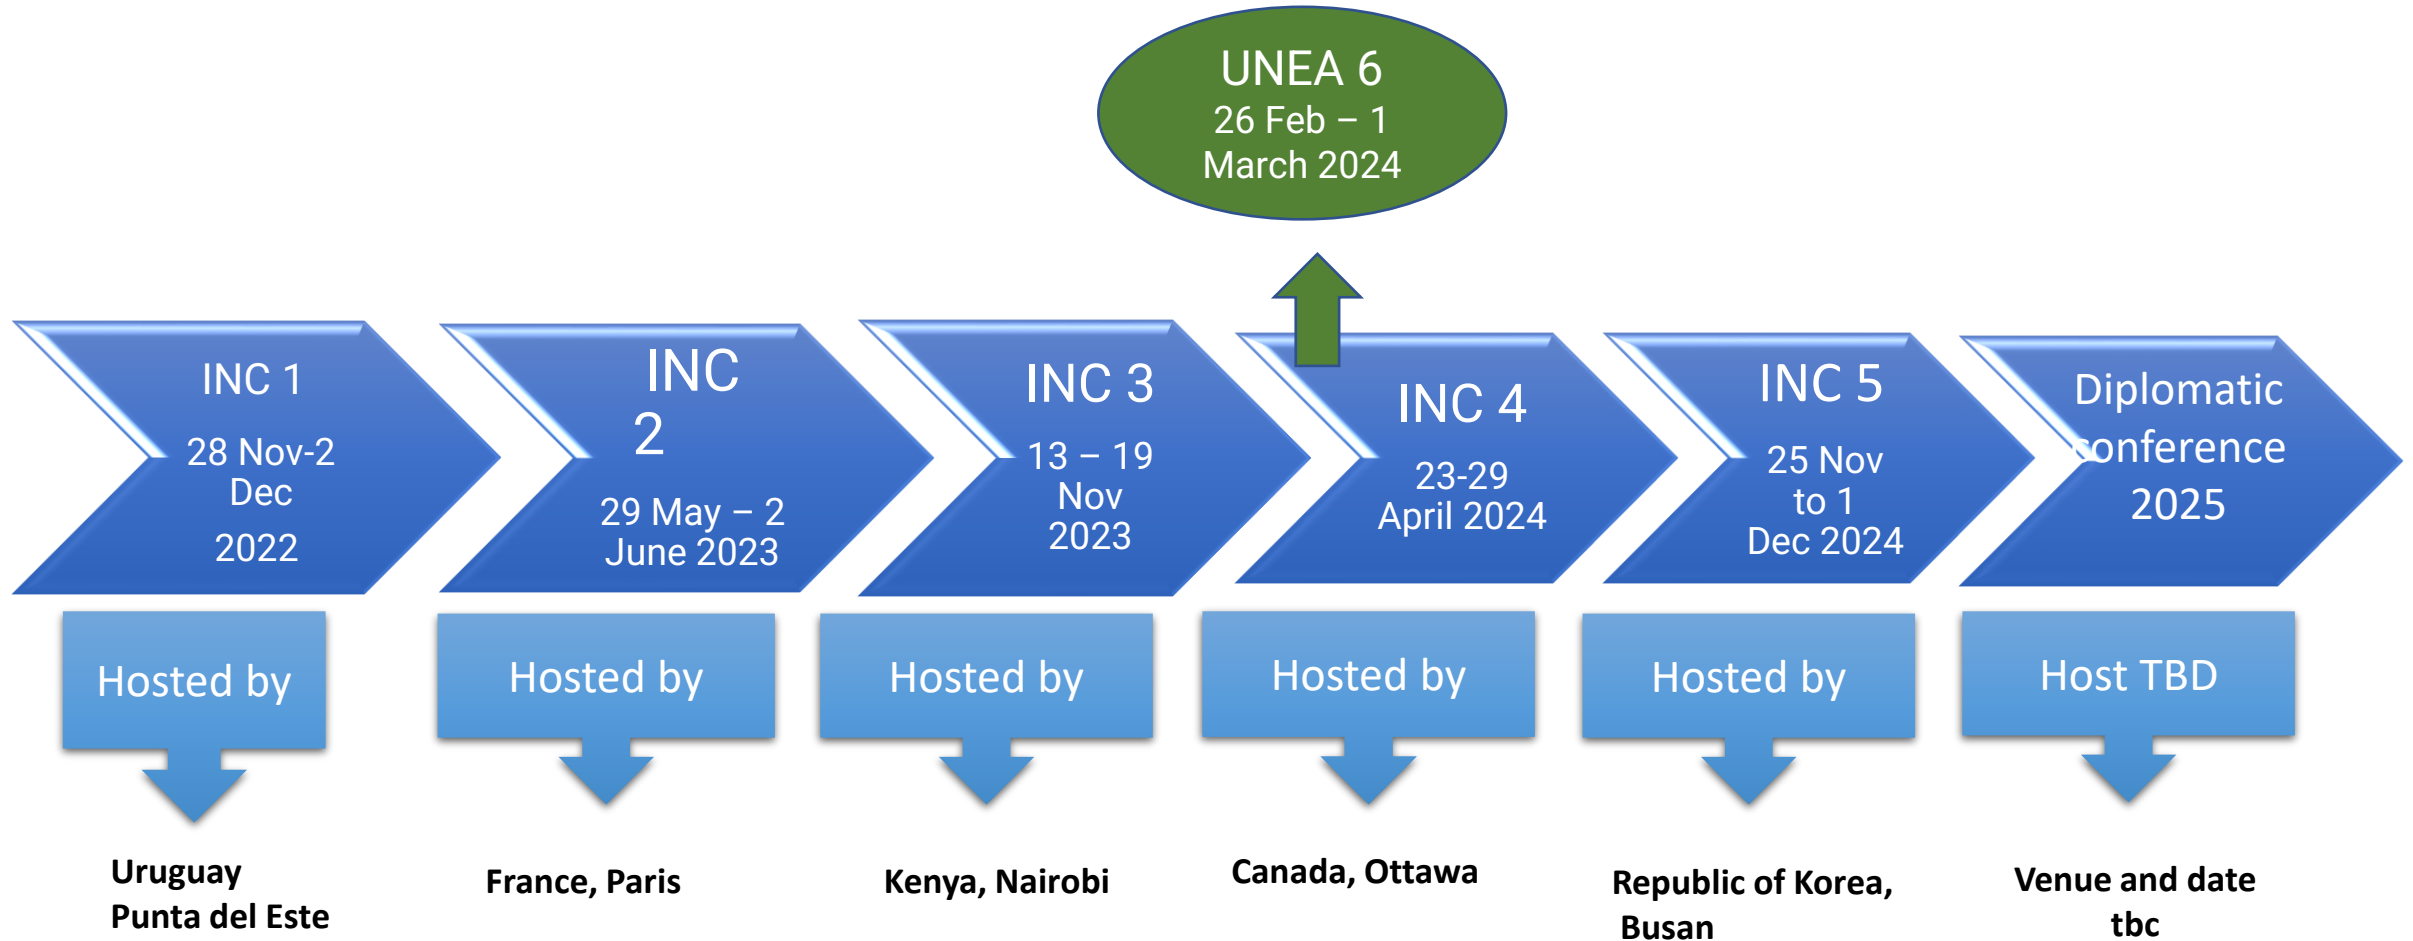 UNEA 6
26 Feb – 1
March 2024
INC 1
28 Nov-2
Dec
2022
INC
2
29 May – 2
June 2023
INC 3
13 – 19
Nov
2023
INC 4
23-29
April 2024
INC 5
25 Nov
to 1
Dec 2024
Diplomatic
conference
2025
Hosted by
Hosted by
Hosted by
Hosted by
Hosted by
Host TBD
Uruguay
Punta del Este
France, Paris
Kenya, Nairobi
Canada, Ottawa
Republic of Korea,
Busan
Venue and date
tbc